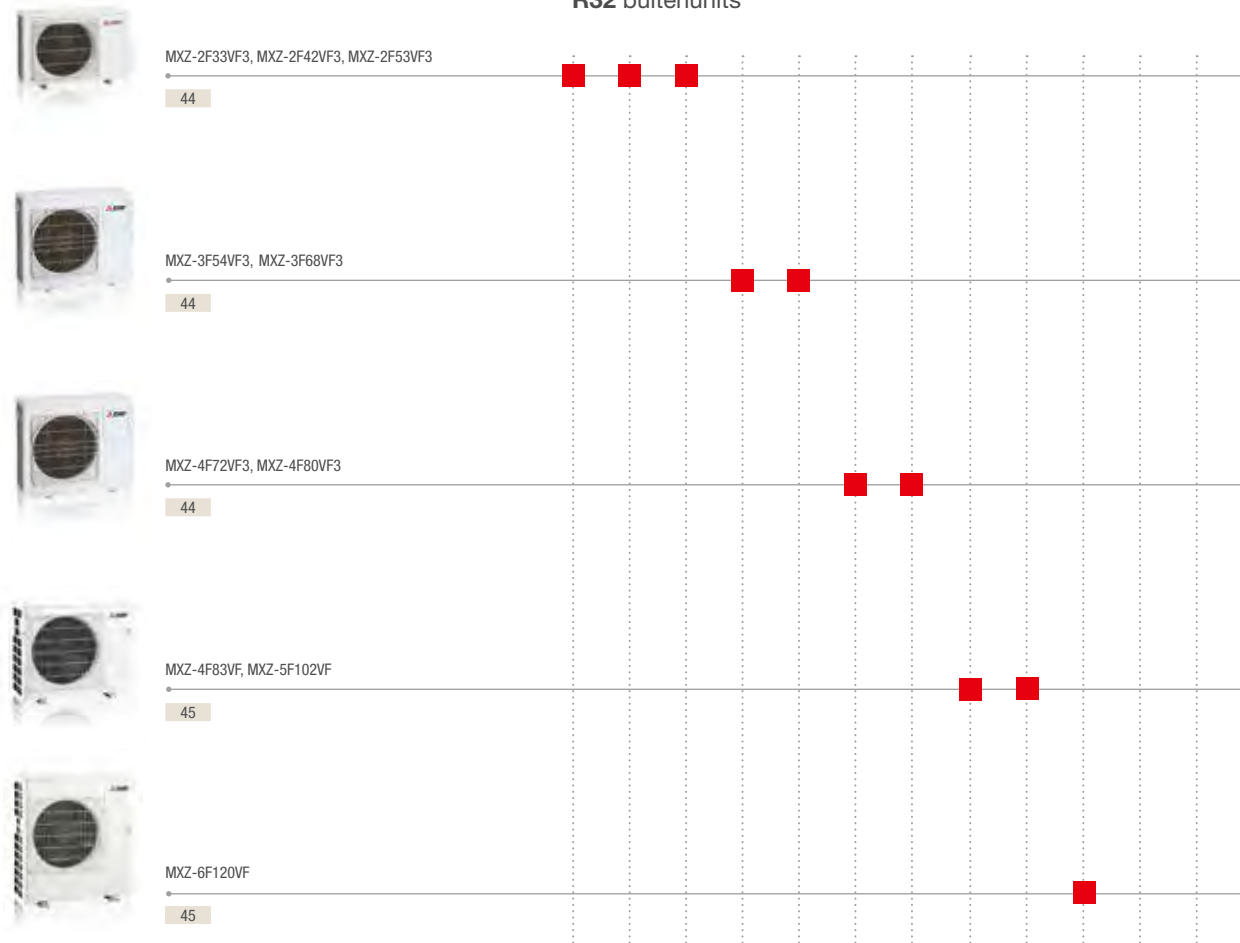 R32 buitenunits
MXZ-2F33VF3, MXZ-2F42VF3, MXZ-2F53VF3
44
MXZ-3F54VF3, MXZ-3F68VF3
44
MXZ-4F72VF3, MXZ-4F80VF3
44
MXZ-4F83VF, MXZ-5F102VF
45
MXZ-6F120VF
45